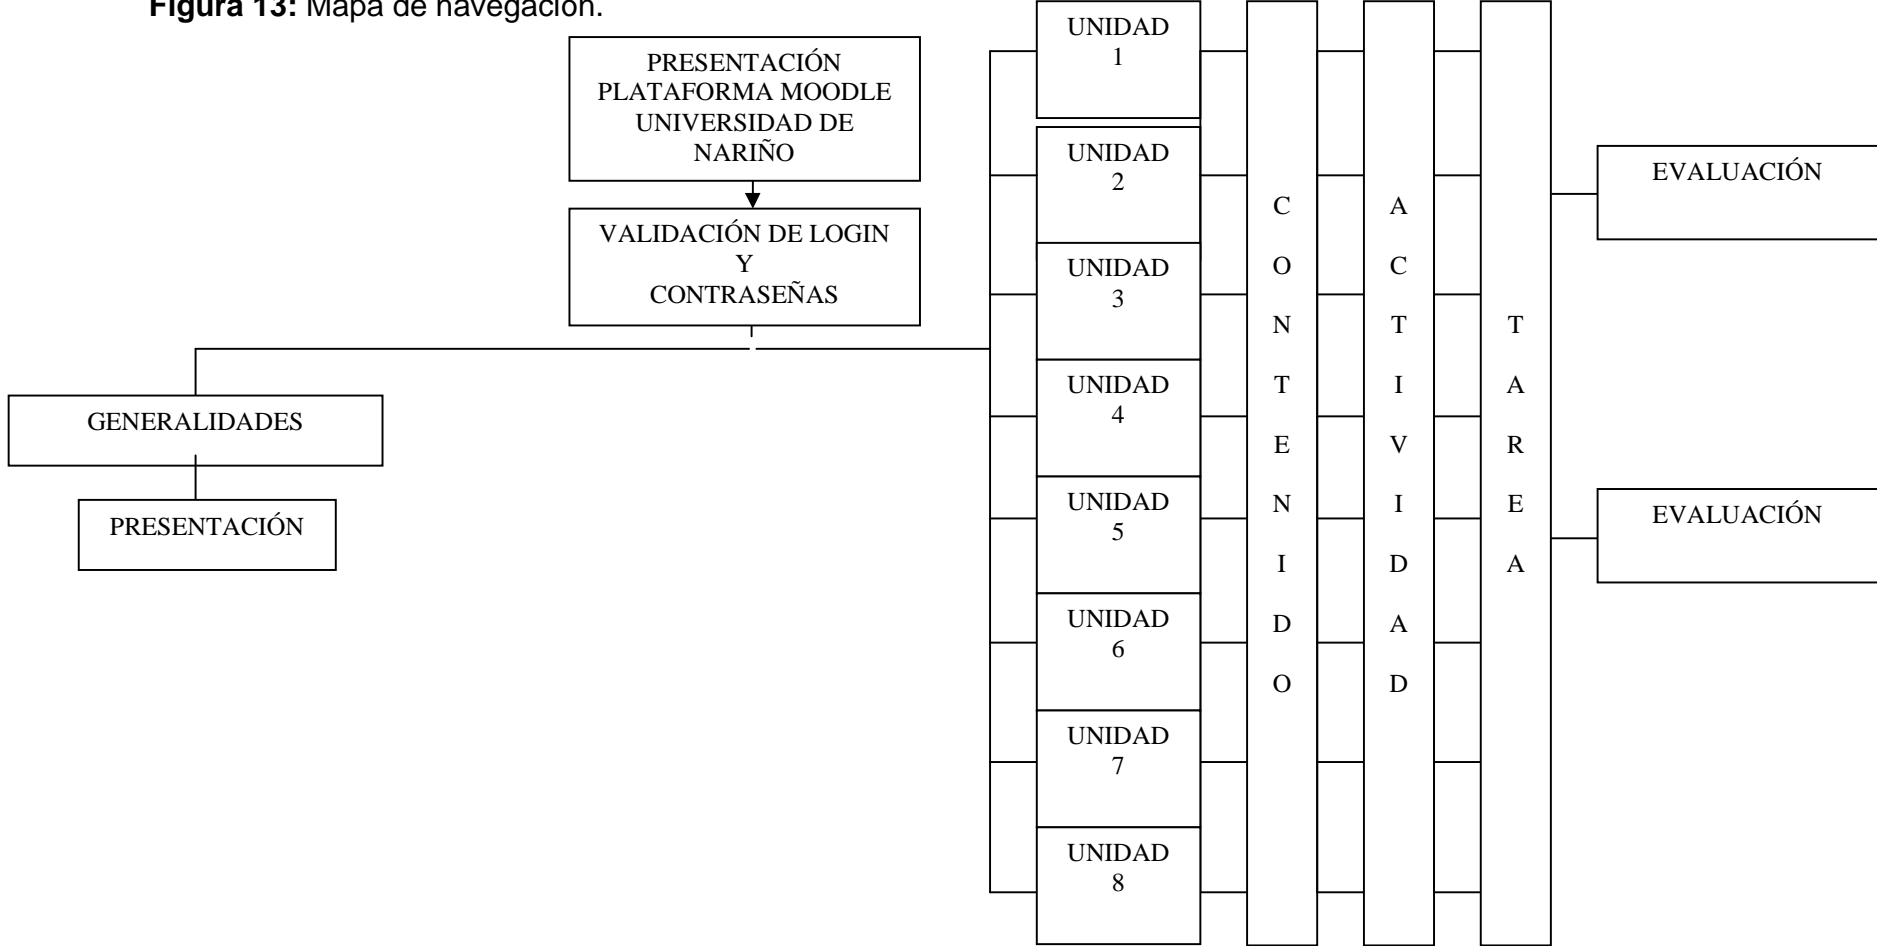 Figura 13: Mapa de navegación.
PRESENTACIÓN
PLATAFORMA MOODLE
UNIVERSIDAD DE
NARIÑO
VALIDACIÓN DE LOGIN
Y
CONTRASEÑAS
GENERALIDADES
PRESENTACIÓN
UNIDAD
1
UNIDAD
2
UNIDAD
3
UNIDAD
4
UNIDAD
5
UNIDAD
6
UNIDAD
7
UNIDAD
8
C
O
N
T
E
N
I
D
O
A
C
T
I
V
I
D
A
D
T
A
R
E
A
EVALUACIÓN
EVALUACIÓN